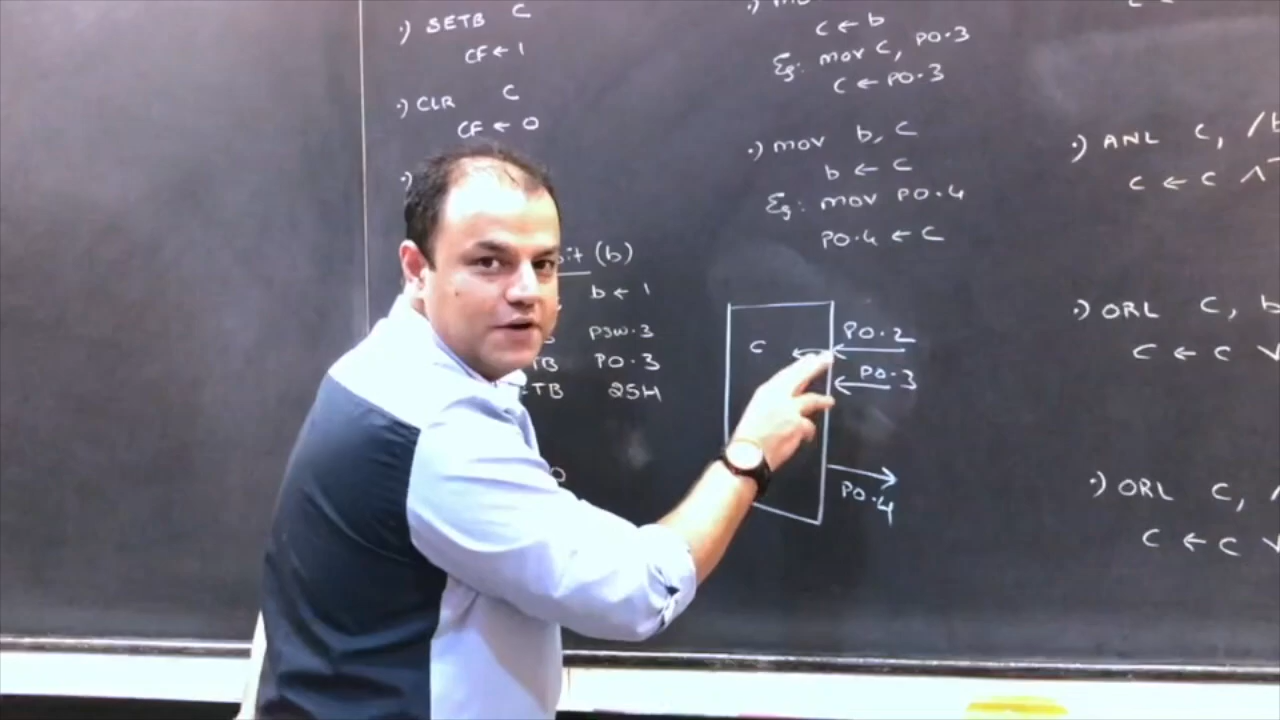 .) SETB C
CF ← 1
.) CLR C
CF ← 0
.)
(b)
b ← 1
PSW.3
P0.3
25H
C ← b
Eg: mov C, P0.3
C ← P0.3
.) mov b, C
b ← C
Eg: mov P0.4
P0.4 ← C
C
P0.2
P0.3
P0.4
.) ANL C, /b
C ← C ∧
.) ORL C, b
C ← C ∨
.) ORL C, /
C ← C ∨